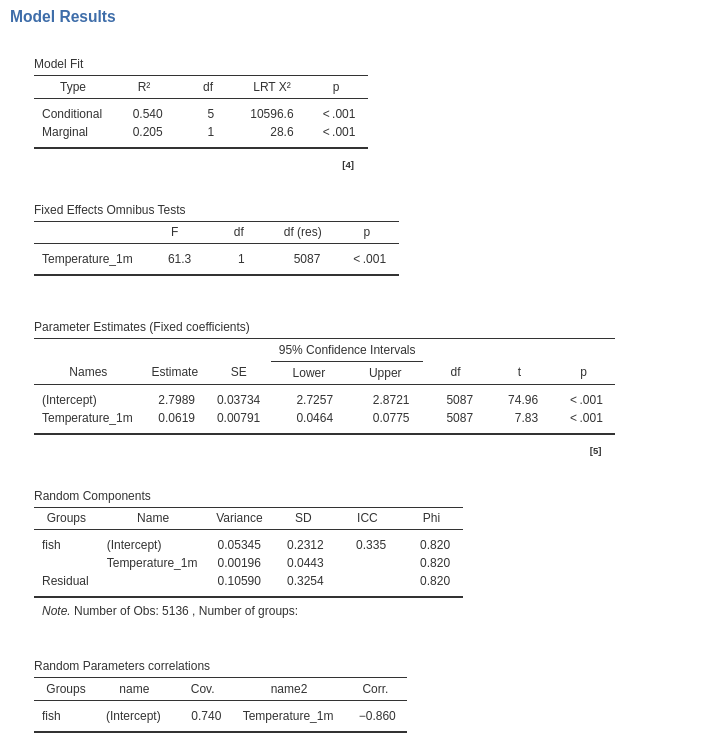 Model Results
Model Fit
Type R² df LRT X² p
Conditional 0.540 5 10596.6 < .001
Marginal 0.205 1 28.6 < .001
[4]
Fixed Effects Omnibus Tests
F df df (res) p
Temperature_1m 61.3 1 5087 < .001
Parameter Estimates (Fixed coefficients)
95% Confidence Intervals
Names Estimate SE Lower Upper df t p
(Intercept) 2.7989 0.03734 2.7257 2.8721 5087 74.96 < .001
Temperature_1m 0.0619 0.00791 0.0464 0.0775 5087 7.83 < .001
[5]
Random Components
Groups Name Variance SD ICC Phi
fish (Intercept) 0.05345 0.2312 0.335 0.820
Temperature_1m 0.00196 0.0443 0.820
Residual 0.10590 0.3254 0.820
Note. Number of Obs: 5136 , Number of groups:
Random Parameters correlations
Groups name Cov. name2 Corr.
fish (Intercept) 0.740 Temperature_1m −0.860